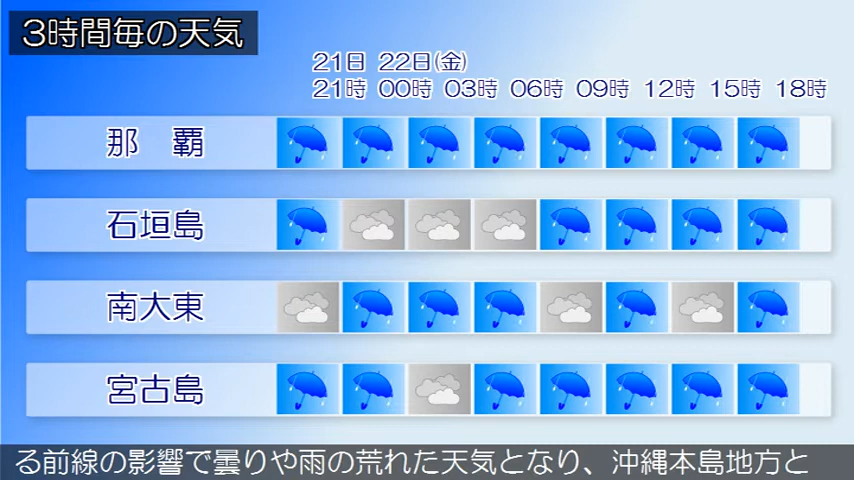 3時間毎の天気
21日 22日(金)
21時 00時 03時 06時 09時 12時 15時 18時
那　覇
石垣島
南大東
宮古島
る前線の影響で曇りや雨の荒れた天気となり、沖縄本島地方と